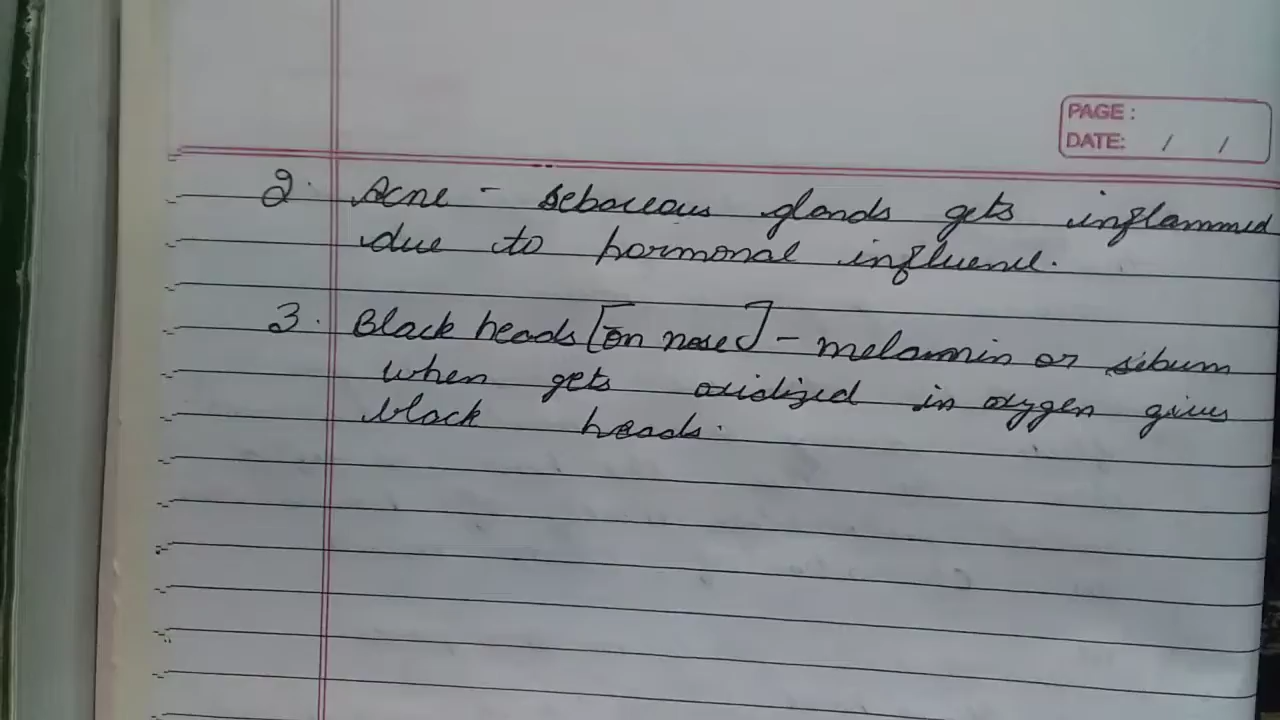 PAGE:
DATE: / /
2. Acne - sebaceous glands gets inflammed
due to hormonal influence.
3. Black heads [on nose] - melamin or sebum
when gets oxidized in oxygen gives
black heads.